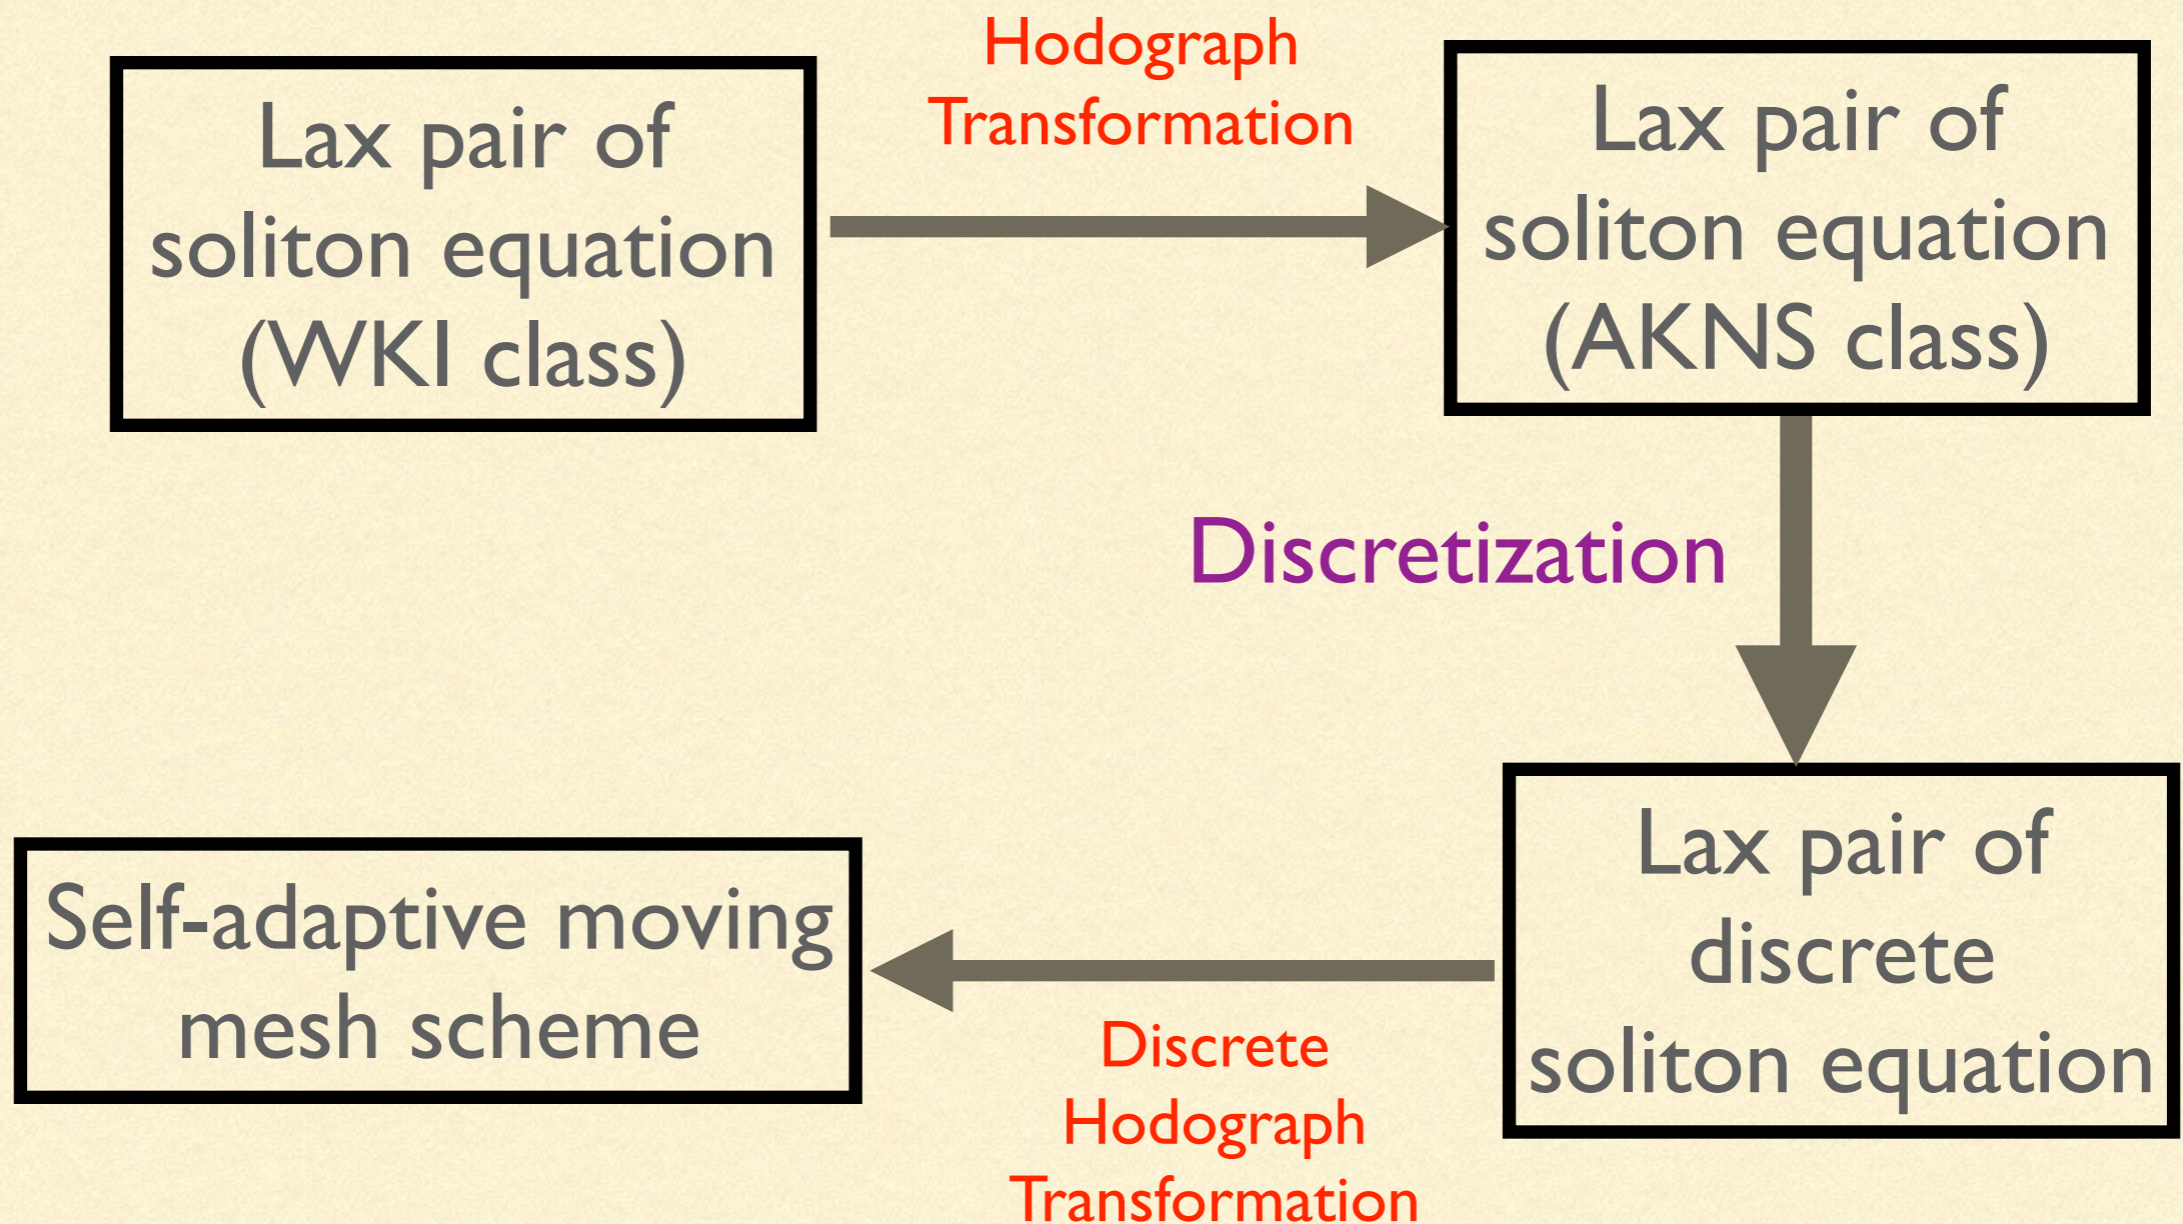 Lax pair of
soliton equation
(WKI class)
Hodograph
Transformation
Lax pair of
soliton equation
(AKNS class)
Discretization
Lax pair of
discrete
soliton equation
Discrete
Hodograph
Transformation
Self-adaptive moving
mesh scheme